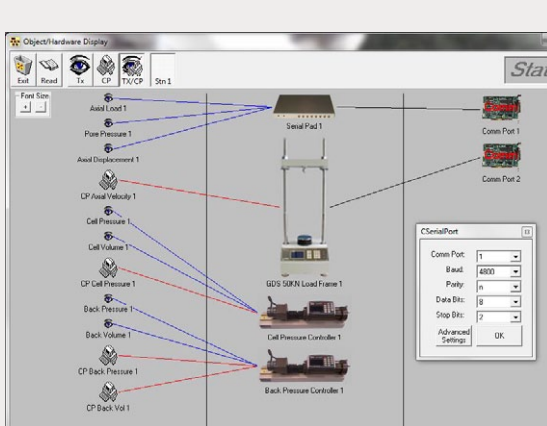 Object/Hardware Display
Exit Read Tx CP TX/CP Stn 1
Stat
Font Size
+ -
Axial Load 1
Pore Pressure 1
Axial Displacement 1
CP Axial Velocity 1
Cell Pressure 1
Cell Volume 1
CP Cell Pressure 1
Back Pressure 1
Back Volume 1
CP Back Pressure 1
CP Back Vol 1
Serial Pad 1
GDS 50KN Load Frame 1
Cell Pressure Controller 1
Back Pressure Controller 1
Comm
Comm Port 1
Comm
Comm Port 2
CSerialPort
Comm Port: 1
Baud: 4800
Parity: n
Data Bits: 8
Stop Bits: 2
Advanced
Settings
OK